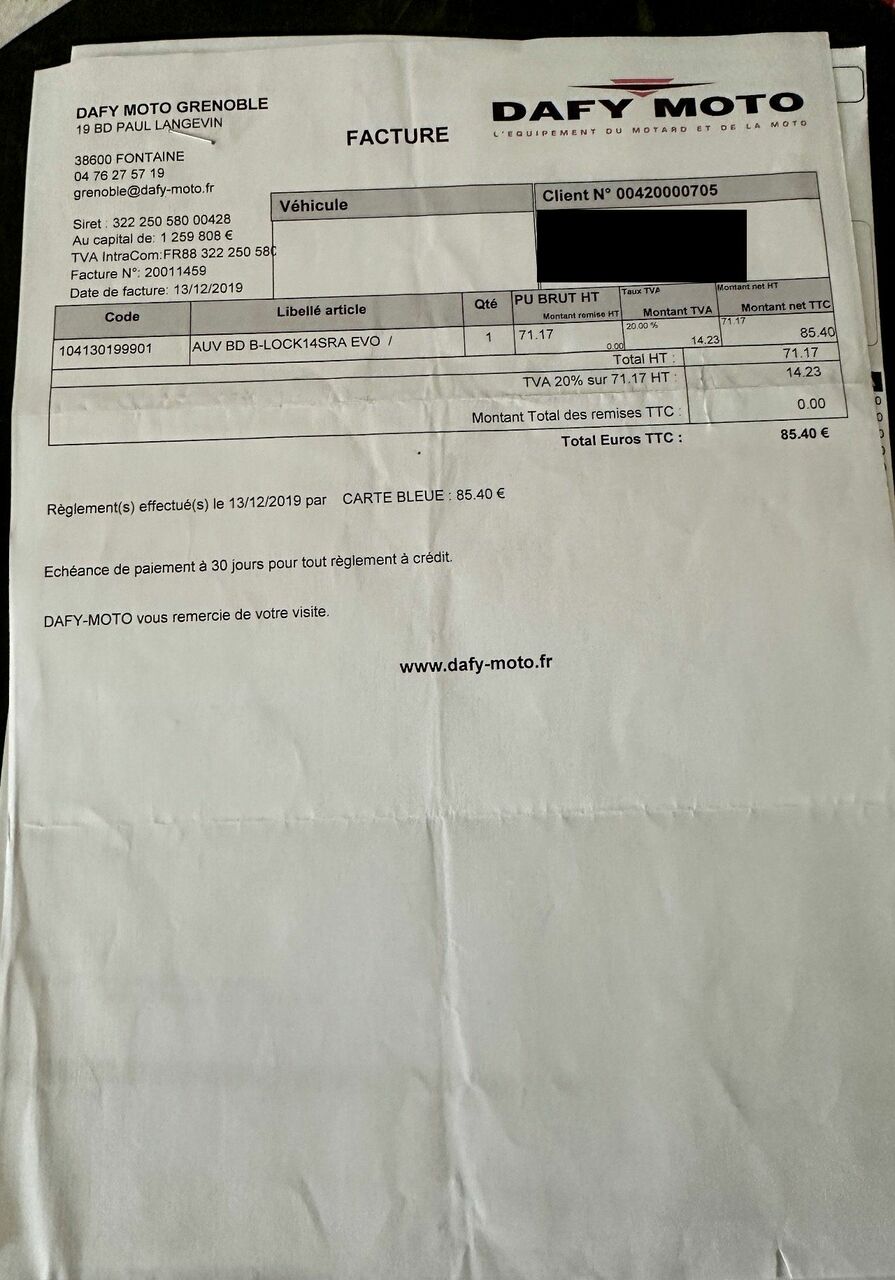 DAFY MOTO GRENOBLE
19 BD PAUL LANGEVIN
38600 FONTAINE
04 76 27 57 19
grenoble@dafy-moto.fr
Siret : 322 250 580 00428
Au capital de: 1 259 808 €
TVA IntraCom:FR88 322 250 580
Facture N°: 20011459
Date de facture: 13/12/2019
FACTURE
DAFY MOTO
L'EQUIPEMENT DU MOTARD ET DE LA MOTO
Véhicule
Client N° 00420000705
Code Libellé article Qté PU BRUT HT Taux TVA Montant net HT
Montant remise HT Montant TVA Montant net TTC
104130199901 AUV BD B-LOCK14SRA EVO / 1 71.17 20.00 % 71.17
0.00 14.23 85.40
Total HT : 71.17
TVA 20% sur 71.17 HT : 14.23
Montant Total des remises TTC : 0.00
Total Euros TTC : 85.40 €
Règlement(s) effectué(s) le 13/12/2019 par CARTE BLEUE : 85.40 €
Echéance de paiement à 30 jours pour tout règlement à crédit.
DAFY-MOTO vous remercie de votre visite.
www.dafy-moto.fr